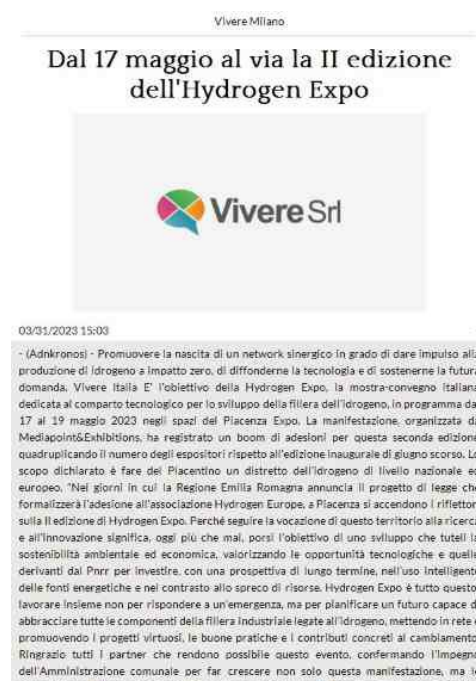 Vivere Milano
Dal 17 maggio al via la II edizione
dell'Hydrogen Expo
Vivere Srl
03/31/2023 15:03
- (Adnkronos) - Promuovere la nascita di un network sinergico in grado di dare impulso alla
produzione di idrogeno a impatto zero, di diffonderne la tecnologia e di sostenerne la futura
domanda. Vivere Italia E' l'obiettivo della Hydrogen Expo, la mostra-convegno italiana
dedicata al comparto tecnologico per lo sviluppo della filiera dell'idrogeno, in programma dal
17 al 19 maggio 2023 negli spazi del Piacenza Expo. La manifestazione, organizzata da
Mediapoint&Exhibitions, ha registrato un boom di adesioni per questa seconda edizione
quadruplicando il numero degli espositori rispetto all'edizione inaugurale di giugno scorso. Lo
scopo dichiarato è fare del Piacentino un distretto dell'idrogeno di livello nazionale ed
europeo. "Nei giorni in cui la Regione Emilia Romagna annuncia il progetto di legge che
formalizzerà l'adesione all'associazione Hydrogen Europe, a Piacenza si accendono i riflettori
sulla II edizione di Hydrogen Expo. Perché seguire la vocazione di questo territorio alla ricerca
e all'innovazione significa, oggi più che mai, porsi l'obiettivo di uno sviluppo che tuteli la
sostenibilità ambientale ed economica, valorizzando le opportunità tecnologiche e quelle
derivanti dal Pnrr per investire, con una prospettiva di lungo termine, nell'uso intelligente
delle fonti energetiche e nel contrasto allo spreco di risorse. Hydrogen Expo è tutto questo:
lavorare insieme non per rispondere a un'emergenza, ma per planificare un futuro capace di
abbracciare tutte le componenti della filiera industriale legate all'idrogeno, mettendo in rete e
promuovendo i progetti virtuosi, le buone pratiche e i contributi concreti al cambiamento.
Ringrazio tutti i partner che rendono possibile questo evento, confermando l'impegno
dell'Amministrazione comunale per far crescere non solo questa manifestazione, ma le